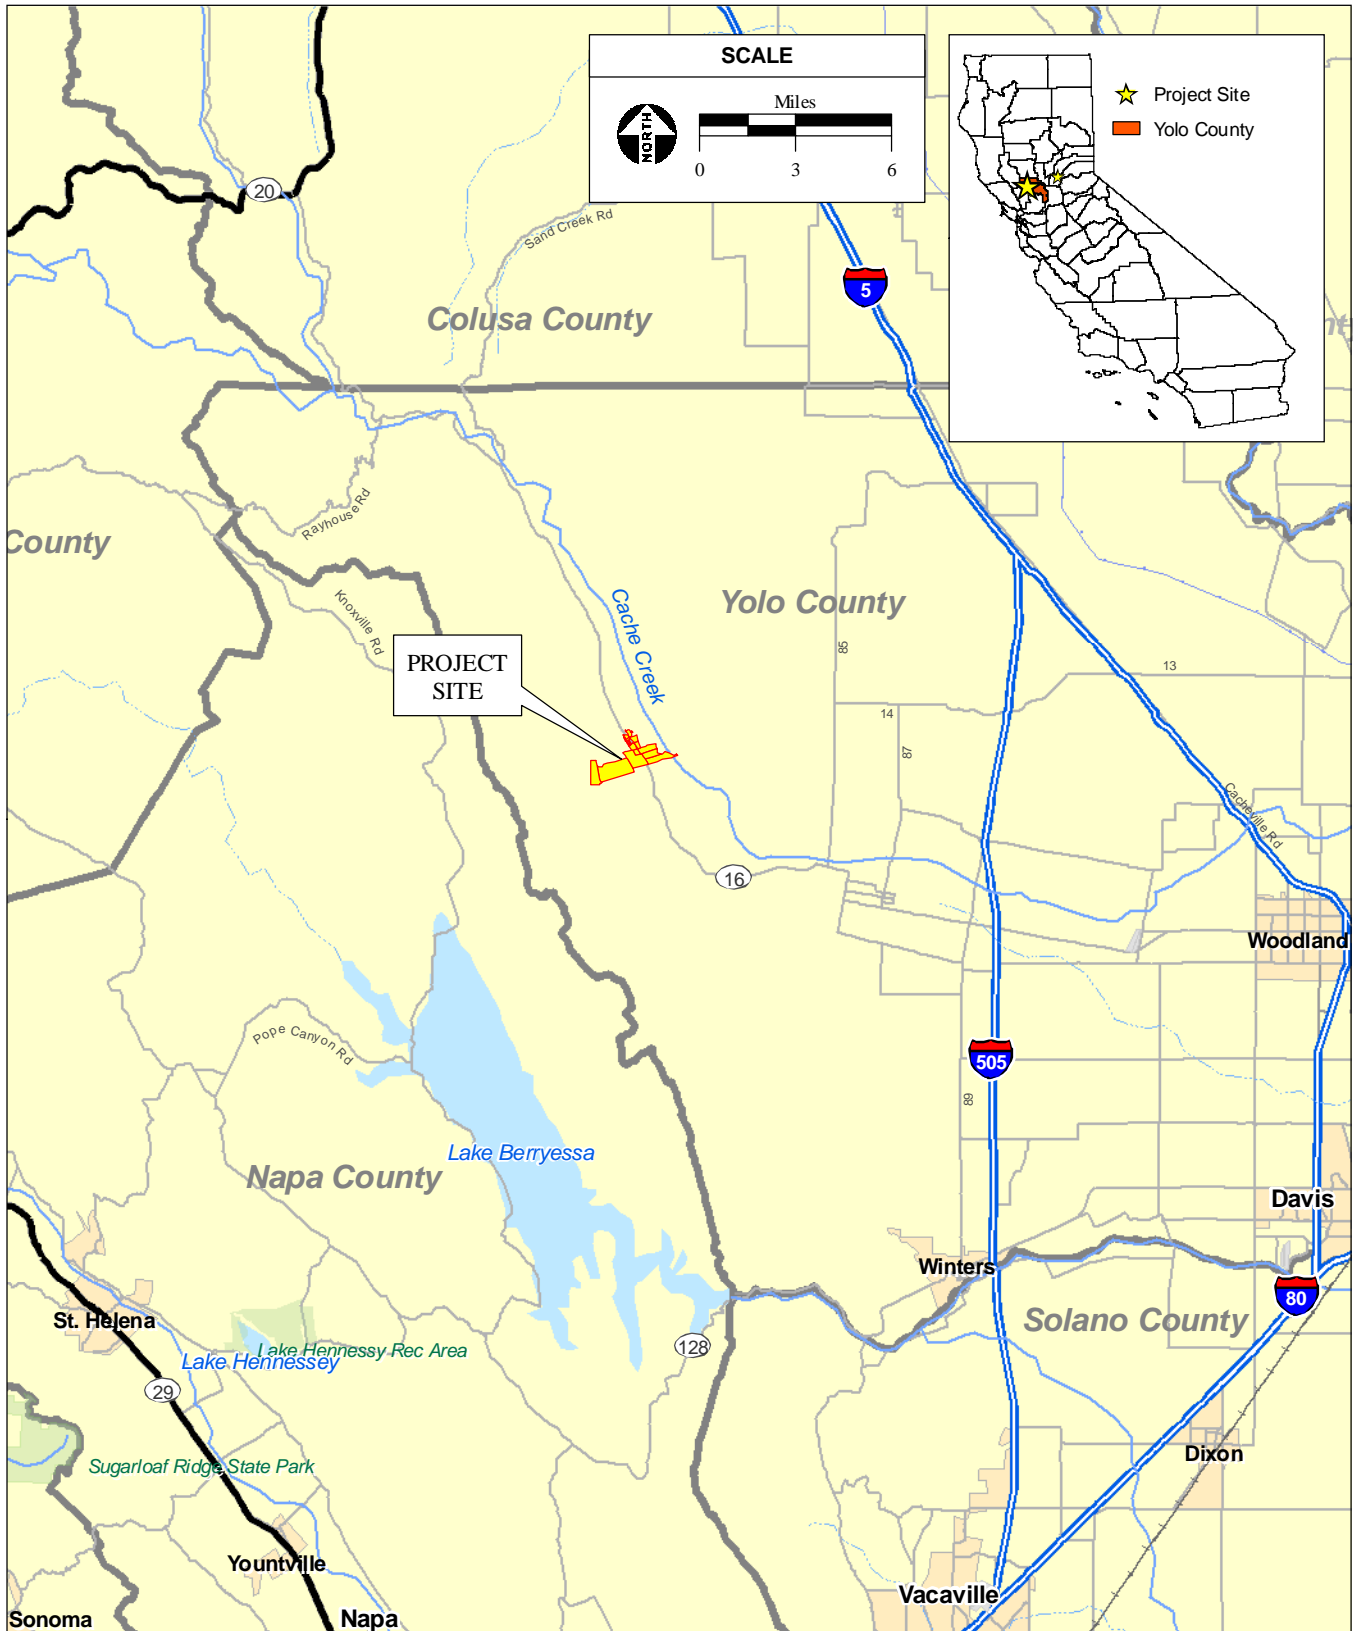 SCALE
Miles
NORTH
0 3 6
Project Site
Yolo County
20
Sand Creek Rd
5
Colusa County
Rayhouse Rd
County
Knoxville Rd
Cache Creek
Yolo County
85
13
PROJECT
SITE
14
87
Cacheville Rd
16
Woodland
Pope Canyon Rd
505
89
Lake Berryessa
Napa County
Davis
Winters
80
St. Helena
Solano County
128
Lake Hennessy Rec Area
Lake Hennessey
29
Dixon
Sugarloaf Ridge State Park
Yountville
Vacaville
Sonoma
Napa